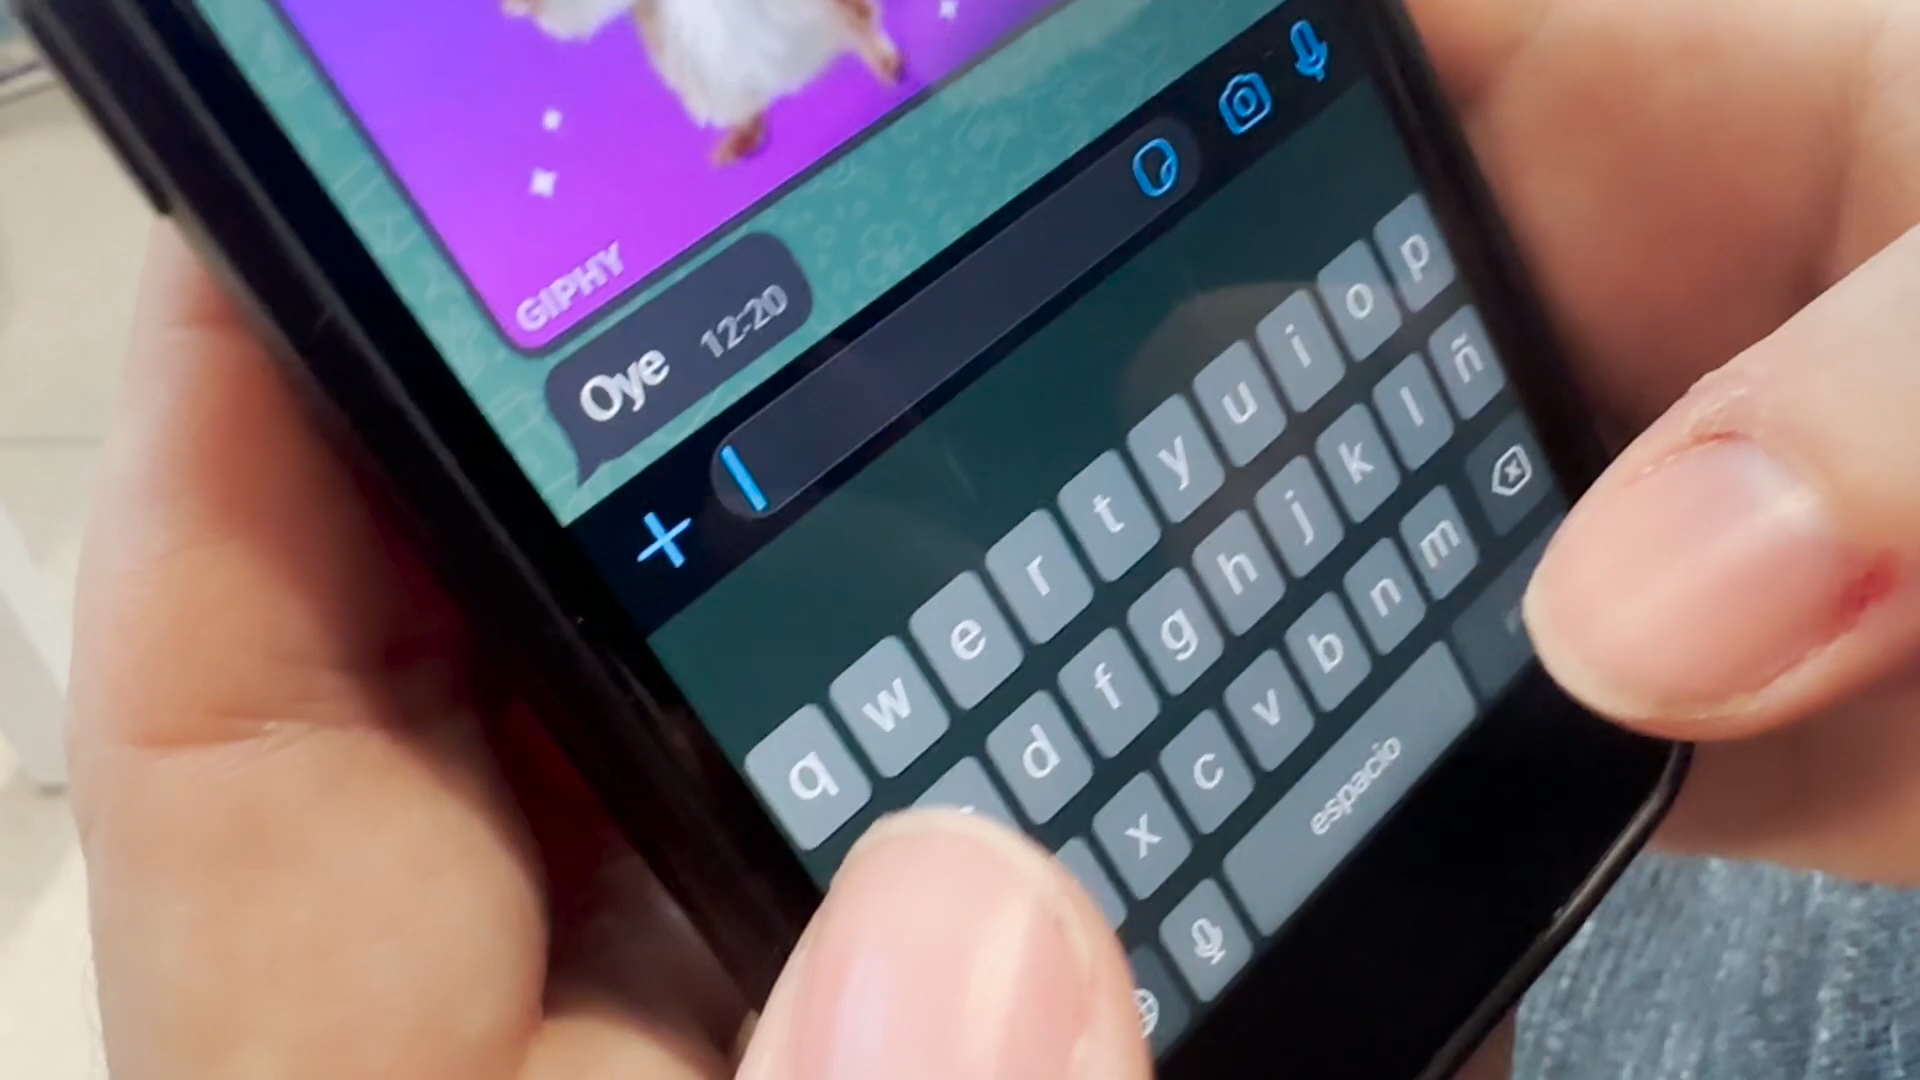 GIPHY
Oye 12:20
q w e r t y u i o p
d f g h j k l ñ
x c v b n m
espacio